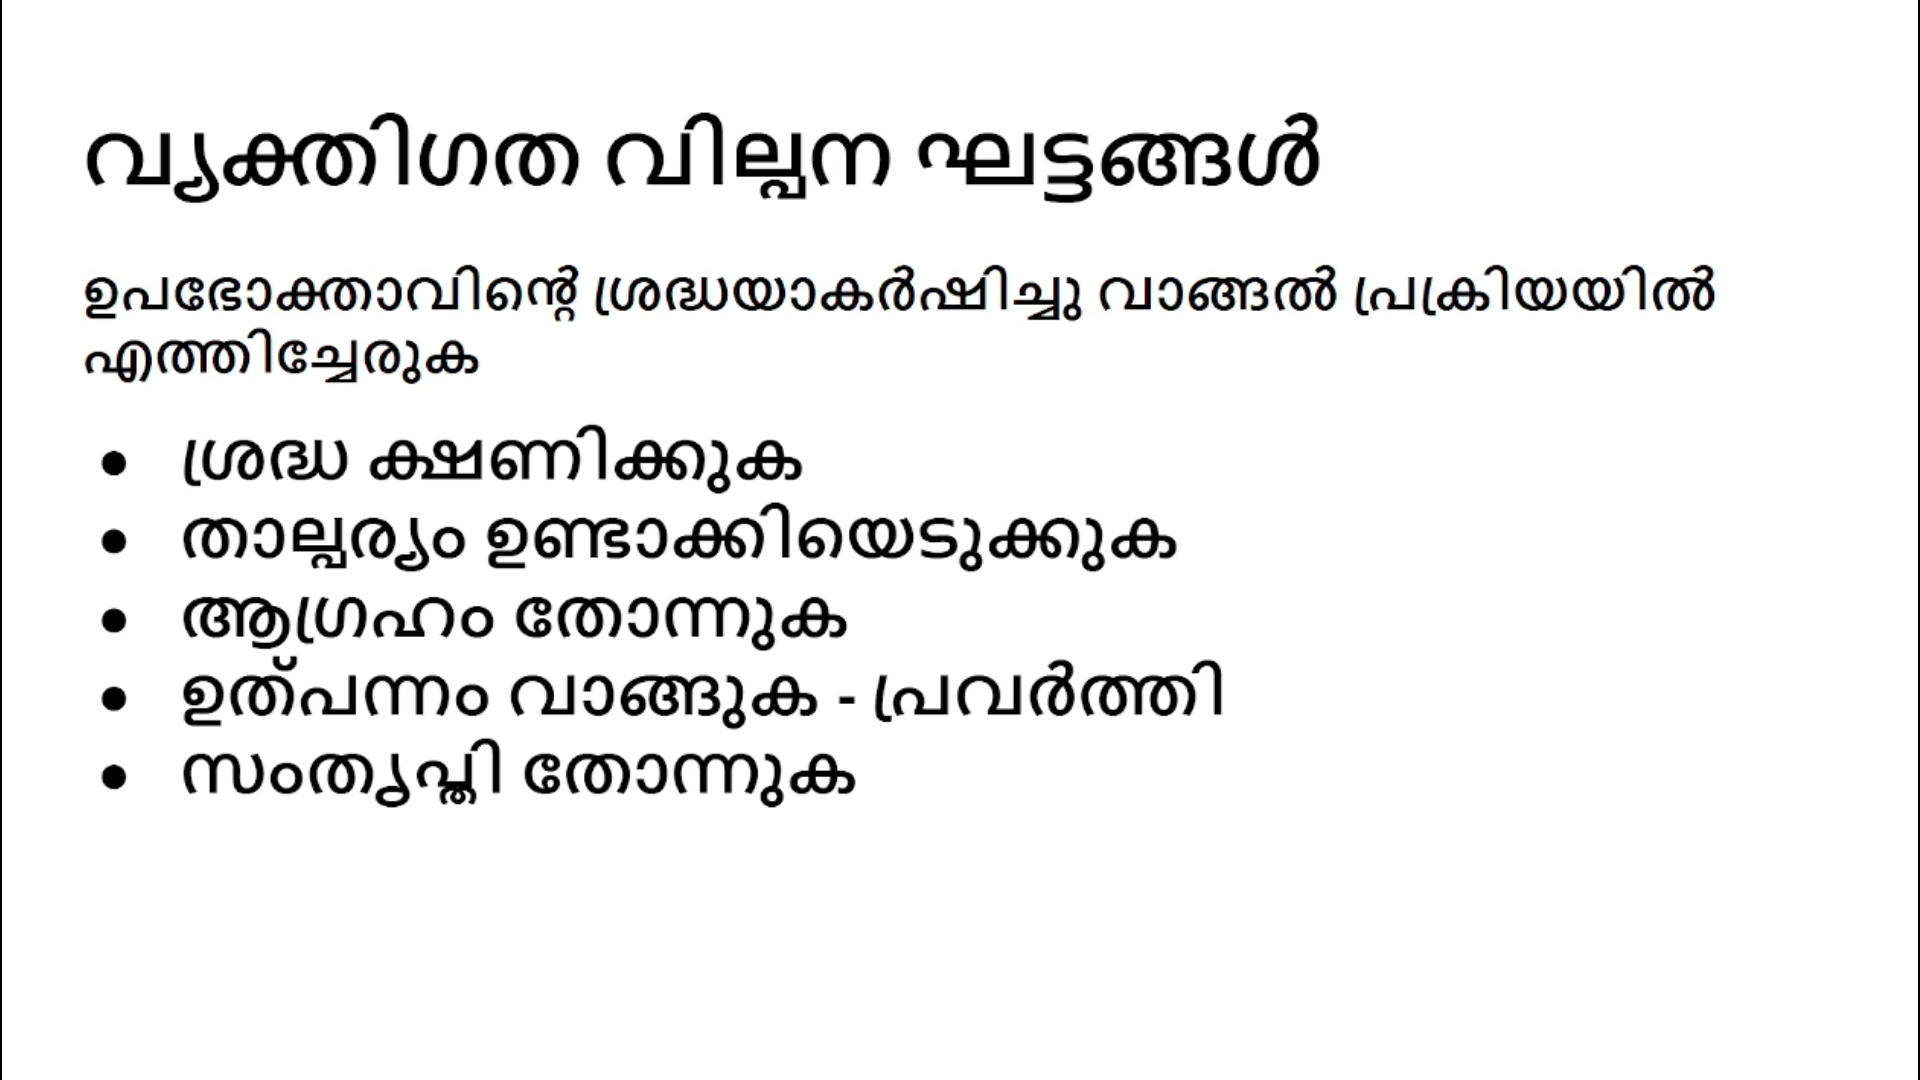 വ്യക്തിഗത വില്പന ഘട്ടങ്ങൾ
ഉപഭോക്താവിന്റെ ശ്രദ്ധയാകർഷിച്ചു വാങ്ങൽ പ്രക്രിയയിൽ
എത്തിച്ചേരുക
● ശ്രദ്ധ ക്ഷണിക്കുക
● താല്പര്യം ഉണ്ടാക്കിയെടുക്കുക
● ആഗ്രഹം തോന്നുക
● ഉത്പന്നം വാങ്ങുക - പ്രവർത്തി
● സംതൃപ്തി തോന്നുക